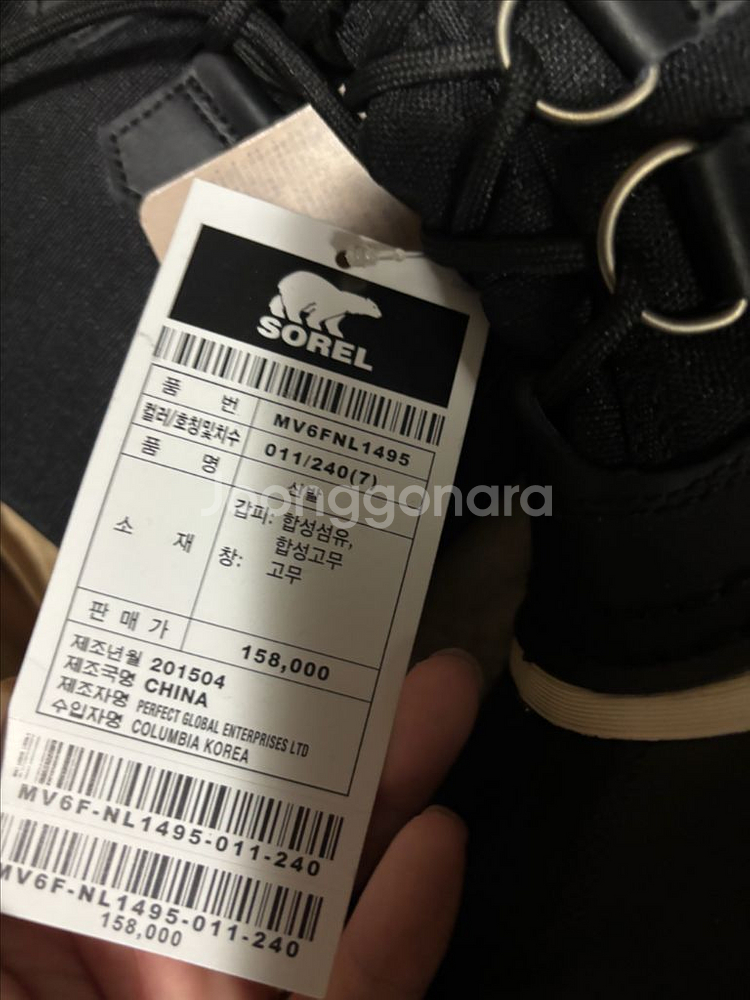 SOREL
품 번 MV6FNL1495
컬러/호칭및치수 011/240(7)
품 명 신발
Joonggonara
소 재 갑피: 합성섬유,
합성고무
창: 고무
판 매 가 158,000
제조년월 201504
제조국명 CHINA
제조자명 PERFECT GLOBAL ENTERPRISES LTD
수입자명 COLUMBIA KOREA
MV6F-NL1495-011-240
MV6F-NL1495-011-240
158,000